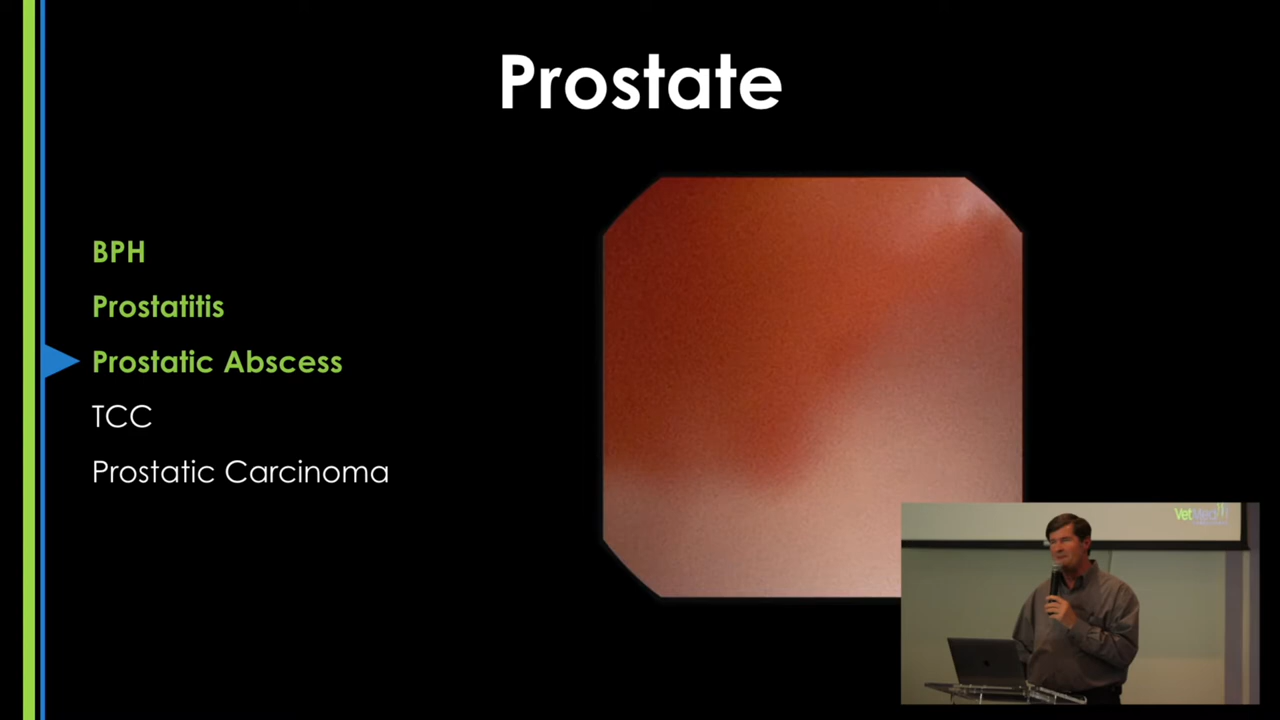 Prostate
BPH
Prostatitis
Prostatic Abscess
TCC
Prostatic Carcinoma
VetMed